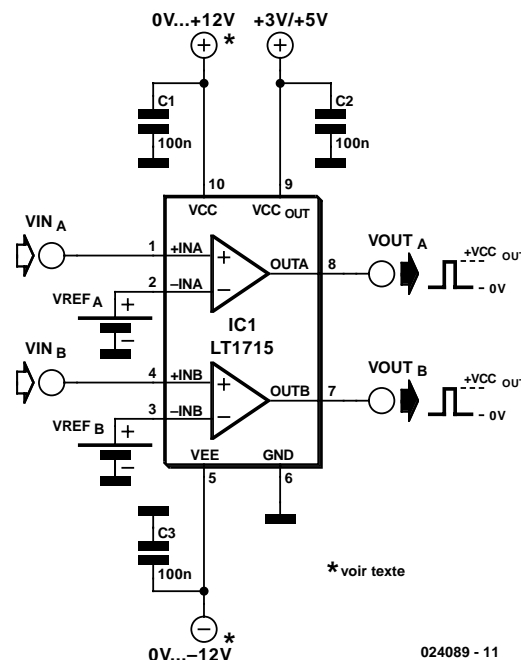 0V...+12V
*
+3V/+5V
C1
100n
C2
100n
10
9
VCC
VCC OUT
VIN A
1
+INA
2
–INA
VREF A
+
–
+
–
OUTA
8
VOUT A
+VCC OUT
0V
IC1
LT1715
VIN B
4
+INB
3
–INB
VREF B
+
–
+
–
OUTB
7
VOUT B
+VCC OUT
0V
VEE
GND
5
6
C3
100n
* voir texte
0V...–12V
*
024089 - 11